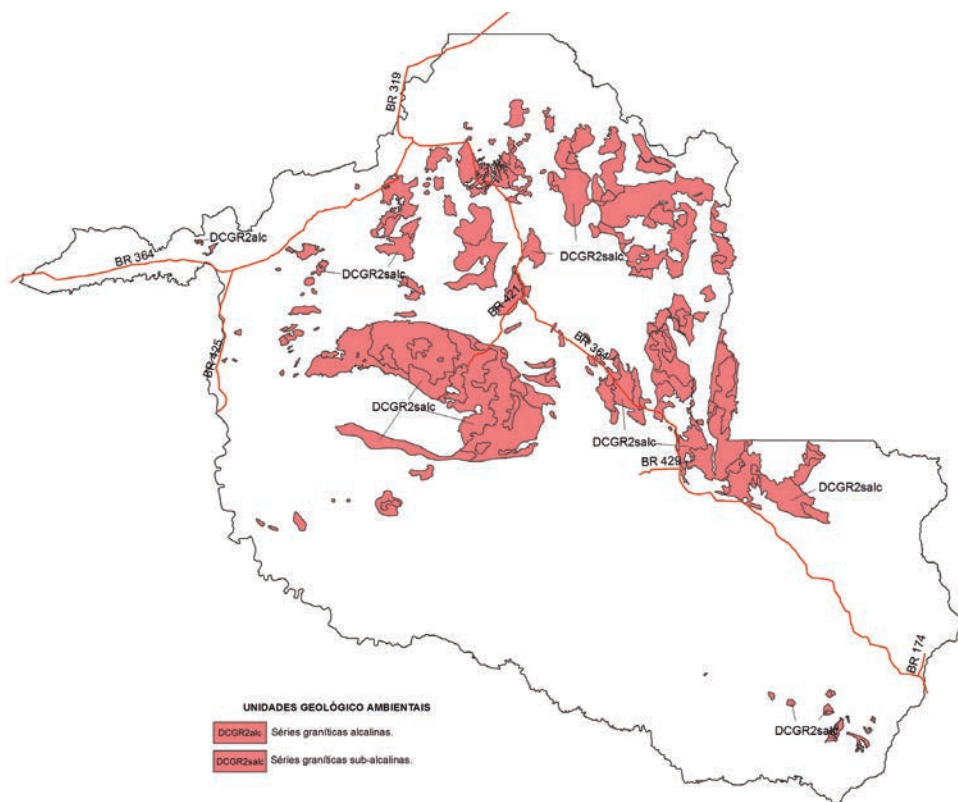 BR 319
DCGR2alc
BR 364
DCGR2salc
DCGR2salc
BR 421
BR 425
BR 364
DCGR2salc
DCGR2salc
BR 429
DCGR2salc
BR 174
DCGR2salc
UNIDADES GEOLÓGICO AMBIENTAIS
DCGR2alc Séries graníticas alcalinas.
DCGR2salc Séries graníticas sub-alcalinas.